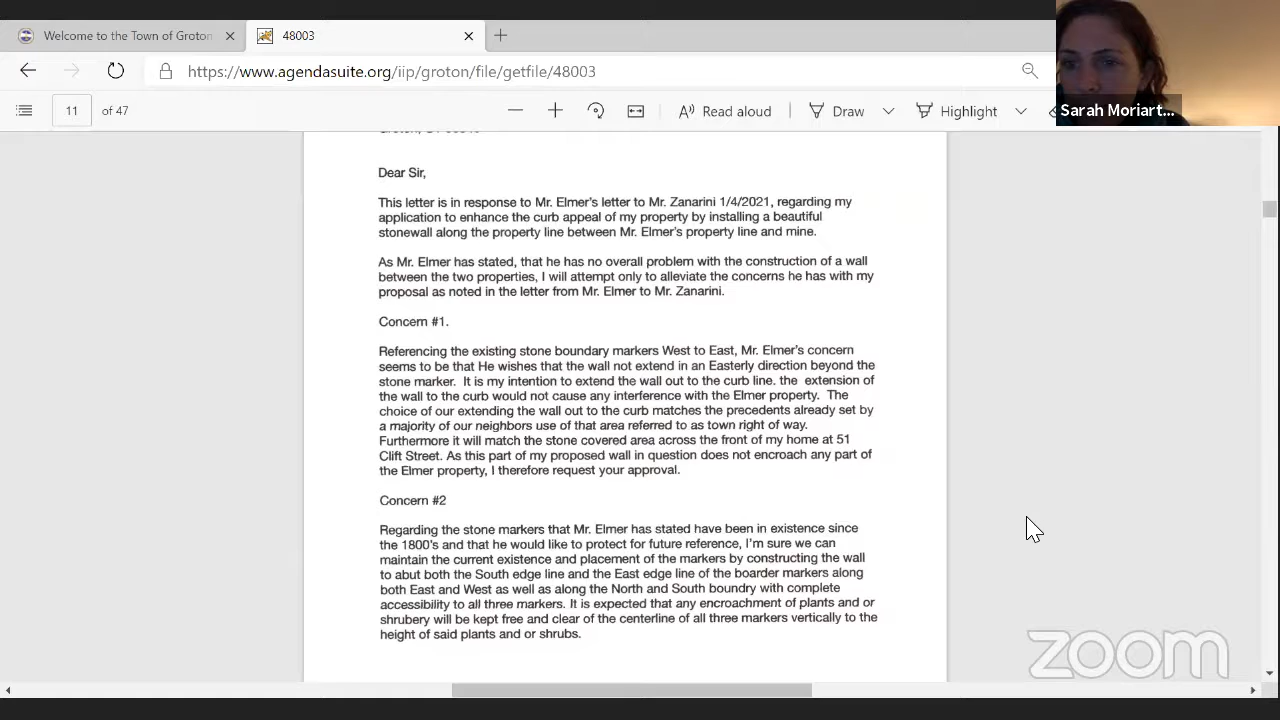 Welcome to the Town of Groton
48003
https://www.agendasuite.org/iip/groton/file/getfile/48003
11 of 47
Read aloud
Draw
Highlight
Sarah Moriart...
Dear Sir,
This letter is in response to Mr. Elmer's letter to Mr. Zanarini 1/4/2021, regarding my
application to enhance the curb appeal of my property by installing a beautiful
stonewall along the property line between Mr. Elmer's property line and mine.
As Mr. Elmer has stated, that he has no overall problem with the construction of a wall
between the two properties, I will attempt only to alleviate the concerns he has with my
proposal as noted in the letter from Mr. Elmer to Mr. Zanarini.
Concern #1.
Referencing the existing stone boundary markers West to East, Mr. Elmer's concern
seems to be that He wishes that the wall not extend in an Easterly direction beyond the
stone marker. It is my intention to extend the wall out to the curb line. the extension of
the wall to the curb would not cause any interference with the Elmer property. The
choice of our extending the wall out to the curb matches the precedents already set by
a majority of our neighbors use of that area referred to as town right of way.
Furthermore it will match the stone covered area across the front of my home at 51
Clift Street. As this part of my proposed wall in question does not encroach any part of
the Elmer property, I therefore request your approval.
Concern #2
Regarding the stone markers that Mr. Elmer has stated have been in existence since
the 1800's and that he would like to protect for future reference, I'm sure we can
maintain the current existence and placement of the markers by constructing the wall
to abut both the South edge line and the East edge line of the boarder markers along
both East and West as well as along the North and South boundry with complete
accessibility to all three markers. It is expected that any encroachment of plants and or
shrubery will be kept free and clear of the centerline of all three markers vertically to the
height of said plants and or shrubs.
zoom